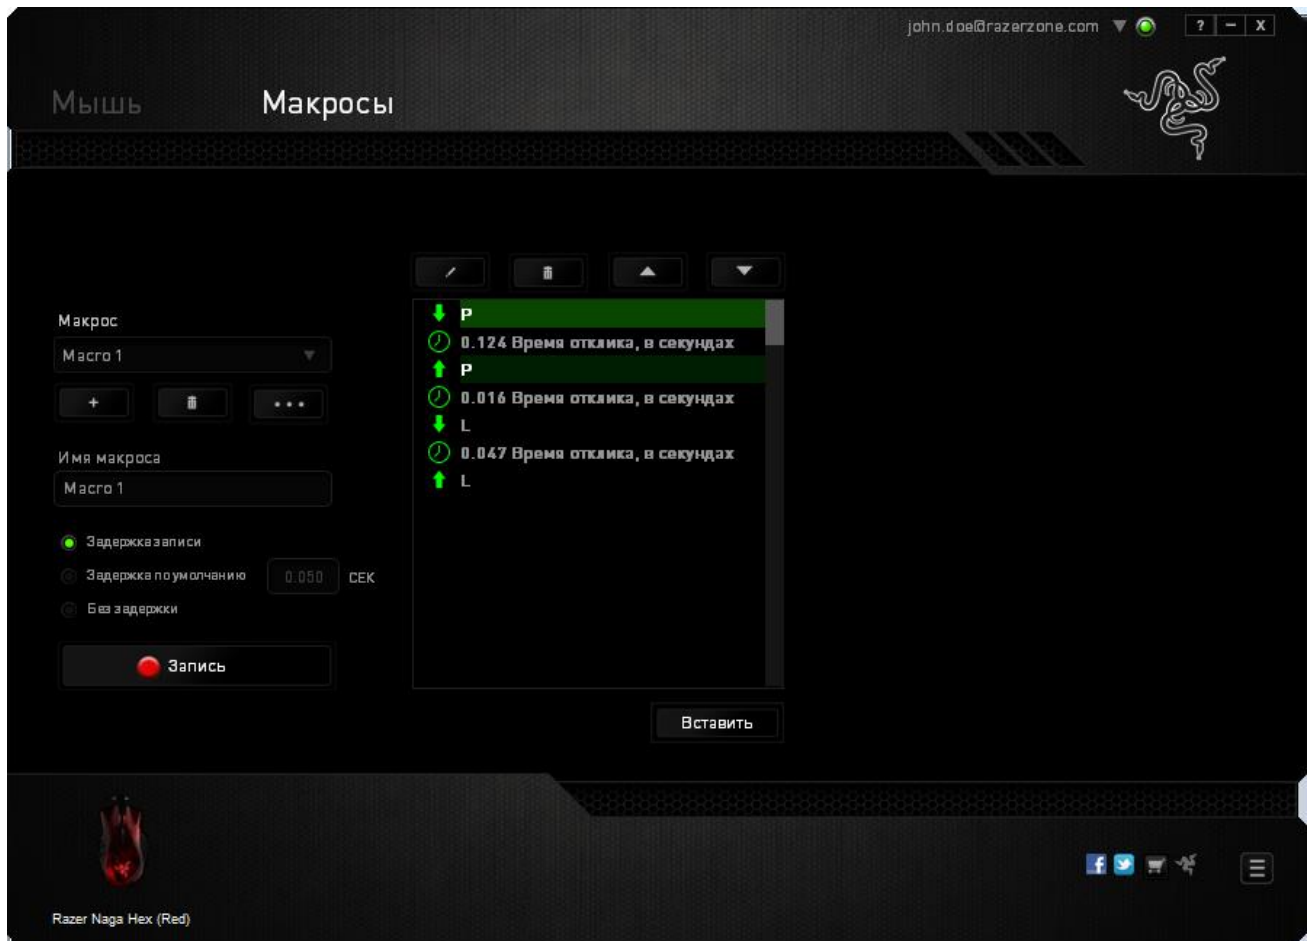 john.doe@razerzone.com
? – X
Мышь
Макросы
Макрос
Macro 1
Имя макроса
Macro 1
Задержка записи
Задержка по умолчанию 0.050 СЕК
Без задержки
Запись
P
0.124 Время отклика, в секундах
P
0.016 Время отклика, в секундах
L
0.047 Время отклика, в секундах
L
Вставить
Razer Naga Hex (Red)